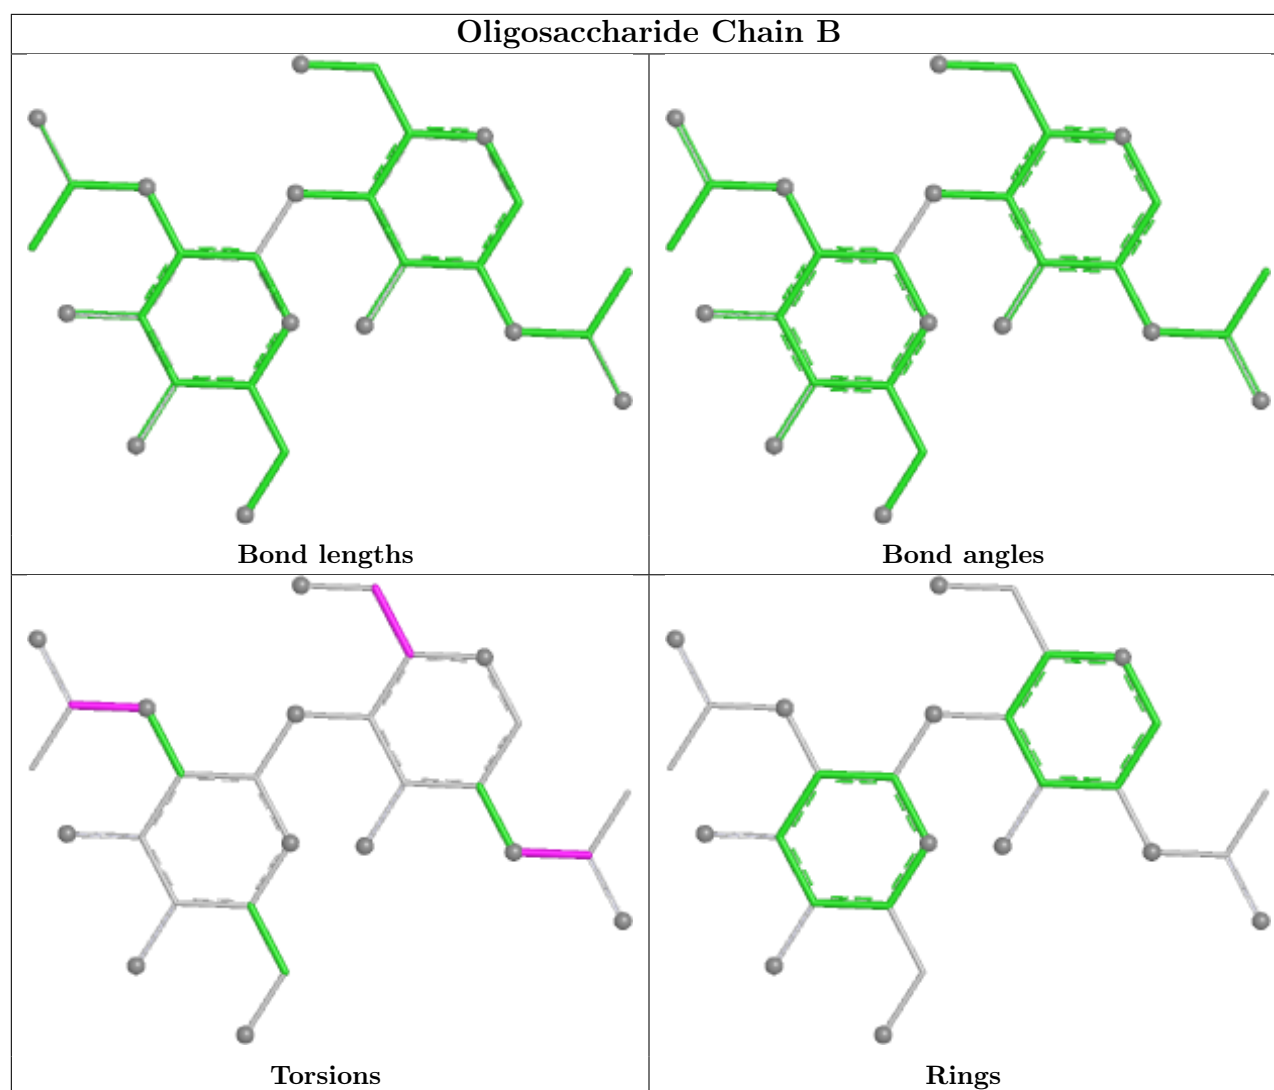 Oligosaccharide Chain B
Bond lengths
Bond angles
Torsions
Rings